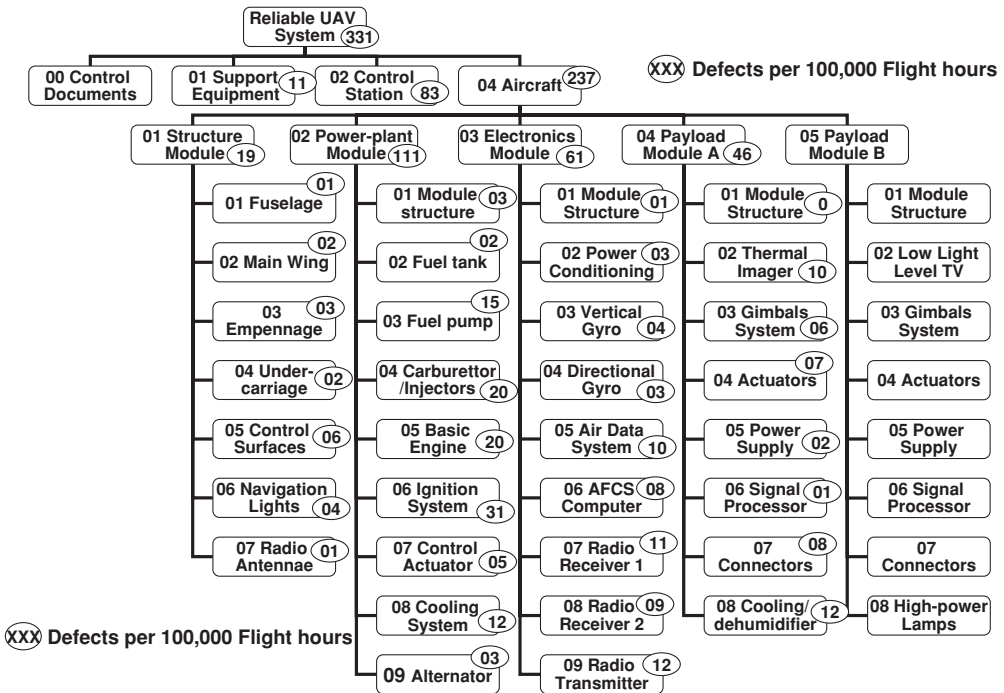 Reliable UAV
System 331
XXX Defects per 100,000 Flight hours
00 Control
Documents
01 Support
Equipment 11
02 Control
Station 83
04 Aircraft 237
01 Structure
Module 19
02 Power-plant
Module 111
03 Electronics
Module 61
04 Payload
Module A 46
05 Payload
Module B
01
01 Fuselage
02
02 Main Wing
03 03
Empennage
04 Under-
carriage 02
05 Control
Surfaces 06
06 Navigation
Lights 04
07 Radio
Antennae 01
01 Module
structure 03
02
02 Fuel tank
15
03 Fuel pump
04 Carburettor
/Injectors 20
05 Basic
Engine 20
06 Ignition
System 31
07 Control
Actuator 05
08 Cooling
System 12
03
09 Alternator
01 Module
Structure 01
02 Power 03
Conditioning
03 Vertical
Gyro 04
04 Directional
Gyro 03
05 Air Data
System 10
06 AFCS 08
Computer
07 Radio 11
Receiver 1
08 Radio 09
Receiver 2
09 Radio 12
Transmitter
01 Module
Structure 0
02 Thermal
Imager 10
03 Gimbals
System 06
07
04 Actuators
05 Power
Supply 02
06 Signal 01
Processor
07 08
Connectors
08 Cooling/ 12
dehumidifier
01 Module
Structure
02 Low Light
Level TV
03 Gimbals
System
04 Actuators
05 Power
Supply
06 Signal
Processor
07
Connectors
08 High-power
Lamps
XXX Defects per 100,000 Flight hours